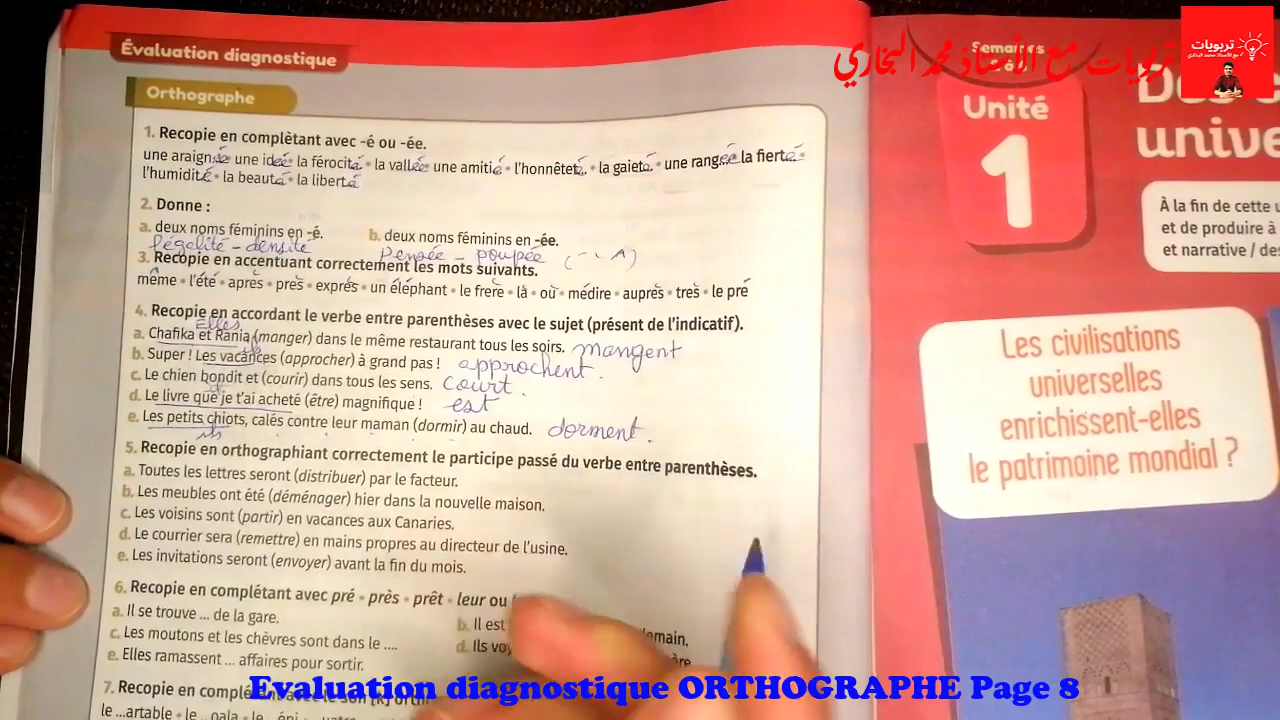 Évaluation diagnostique
Orthographe
1. Recopie en complètant avec -é ou -ée.
une araignée • une idée • la férocité • la vallée • une amitié • l'honnêteté • la gaieté • une rangée • la fierté •
l'humidité • la beauté • la liberté
2. Donne :
a. deux noms féminins en -é. b. deux noms féminins en -ée.
l'égalité - densité Pensée - poupée
3. Recopie en accentuant correctement les mots suivants.
même • l'été • après • près • exprés • un éléphant • le frère • là • où • médire • auprès • très • le pré
4. Recopie en accordant le verbe entre parenthèses avec le sujet (présent de l'indicatif).
Elles
a. Chafika et Rania (manger) dans le même restaurant tous les soirs. mangent
b. Super ! Les vacances (approcher) à grand pas ! approchent.
c. Le chien bondit et (courir) dans tous les sens. court.
d. Le livre que je t'ai acheté (être) magnifique ! est
e. Les petits chiots, calés contre leur maman (dormir) au chaud. dorment.
ils
5. Recopie en orthographiant correctement le participe passé du verbe entre parenthèses.
a. Toutes les lettres seront (distribuer) par le facteur.
b. Les meubles ont été (déménager) hier dans la nouvelle maison.
c. Les voisins sont (partir) en vacances aux Canaries.
d. Le courrier sera (remettre) en mains propres au directeur de l'usine.
e. Les invitations seront (envoyer) avant la fin du mois.
6. Recopie en complétant avec pré • près • prêt • leur ou
a. Il se trouve ... de la gare. b. Il est
c. Les moutons et les chèvres sont dans le .... d. Ils
e. Elles ramassent ... affaires pour sortir.
7. Recopie en
le ...artable • le
Semaines
Unité
1
À la fin de cette
et de produire à
et narrative /
Les civilisations
universelles
enrichissent-elles
le patrimoine mondial ?
تربويات مع الأستاذ محمد البخاري
تربويات
مع الأستاذ محمد البخاري
Evaluation diagnostique ORTHOGRAPHE Page 8